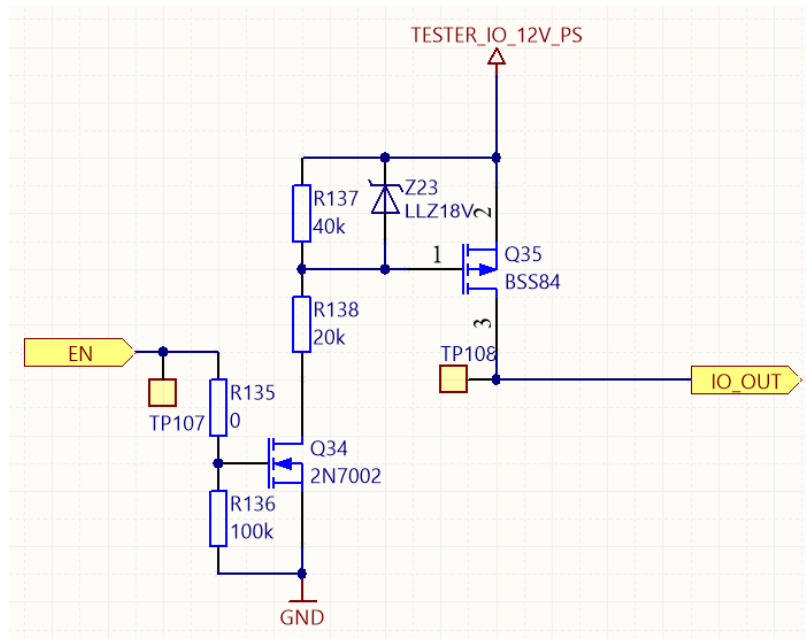 TESTER_IO_12V_PS
R137
40k
Z23
LLZ18V
2
1
Q35
BSS84
R138
20k
3
EN
TP108
IO_OUT
TP107
R135
0
Q34
2N7002
R136
100k
GND